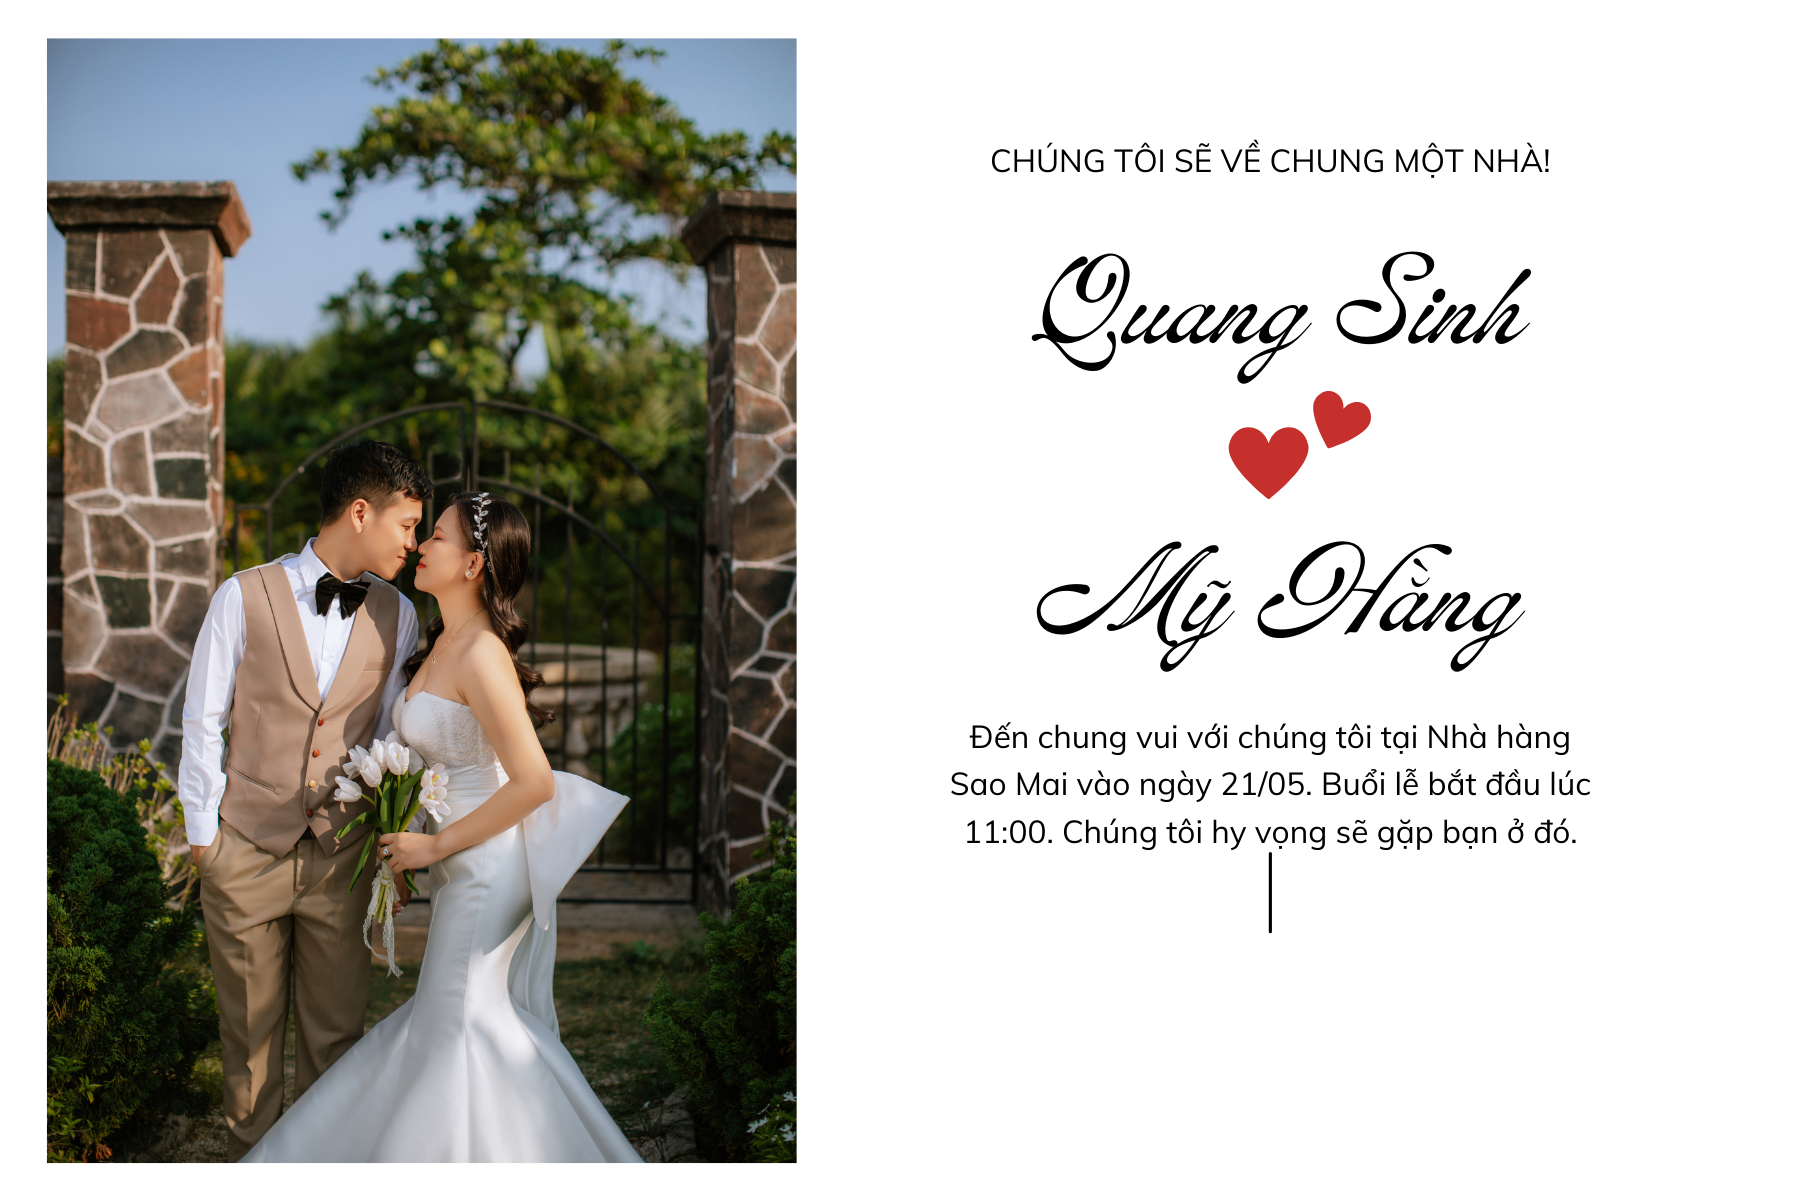 CHÚNG TÔI SẼ VỀ CHUNG MỘT NHÀ!
Quang Sinh
Mỹ Hằng
Đến chung vui với chúng tôi tại Nhà hàng
Sao Mai vào ngày 21/05. Buổi lễ bắt đầu lúc
11:00. Chúng tôi hy vọng sẽ gặp bạn ở đó.